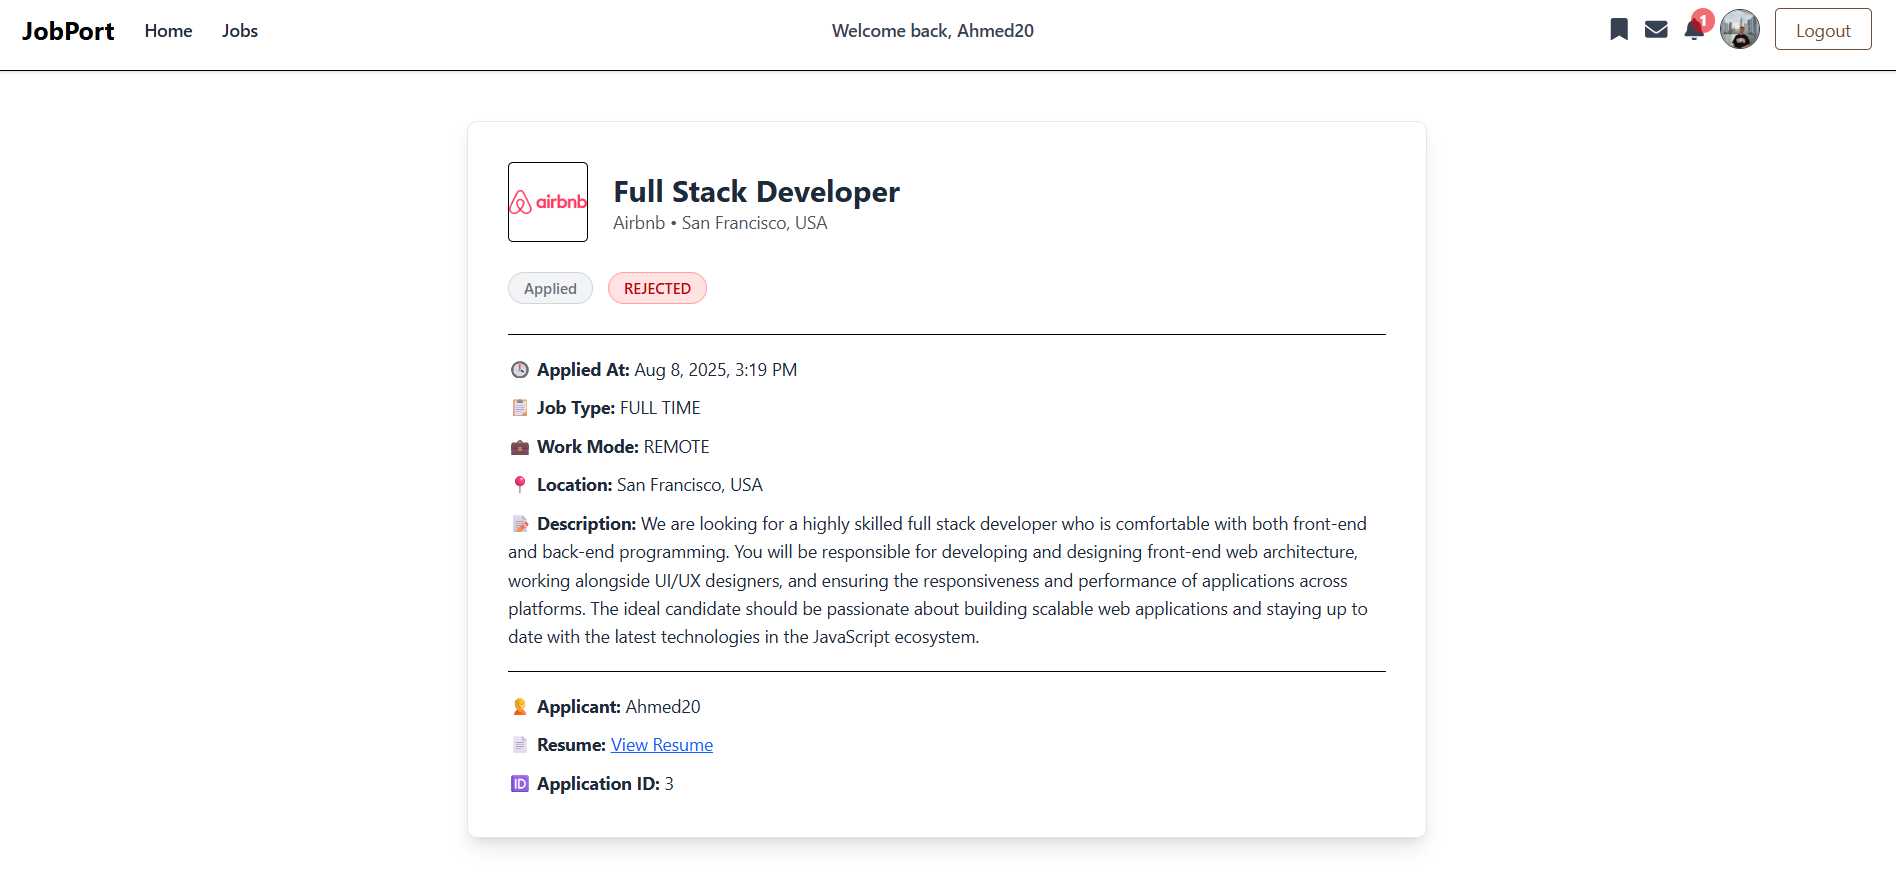 JobPort Home Jobs Welcome back, Ahmed20 1 Logout
airbnb
Full Stack Developer
Airbnb • San Francisco, USA
Applied REJECTED
Applied At: Aug 8, 2025, 3:19 PM
Job Type: FULL TIME
Work Mode: REMOTE
Location: San Francisco, USA
Description: We are looking for a highly skilled full stack developer who is comfortable with both front-end
and back-end programming. You will be responsible for developing and designing front-end web architecture,
working alongside UI/UX designers, and ensuring the responsiveness and performance of applications across
platforms. The ideal candidate should be passionate about building scalable web applications and staying up to
date with the latest technologies in the JavaScript ecosystem.
Applicant: Ahmed20
Resume: View Resume
ID Application ID: 3